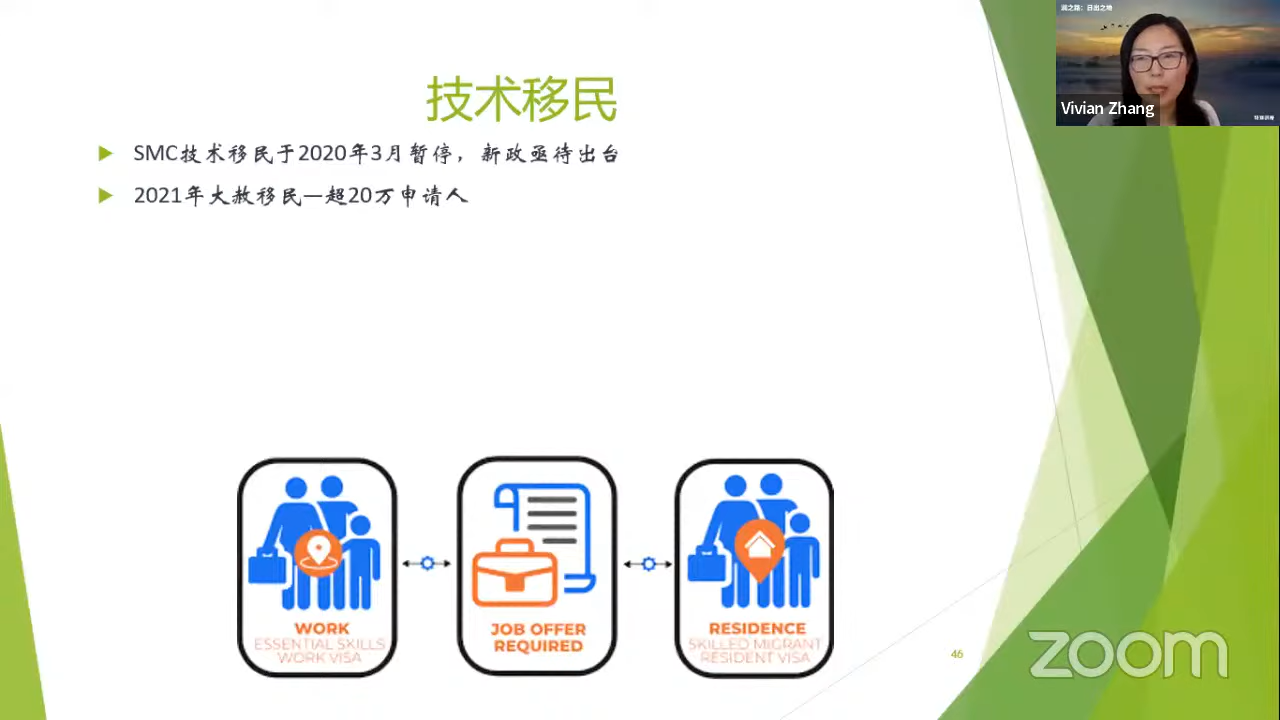 技术移民
SMC技术移民于2020年3月暂停，新政亟待出台
2021年大赦移民—超20万申请人
WORK
ESSENTIAL SKILLS
WORK VISA
JOB OFFER
REQUIRED
RESIDENCE
SKILLED MIGRANT
RESIDENT VISA
46
Vivian Zhang
zoom